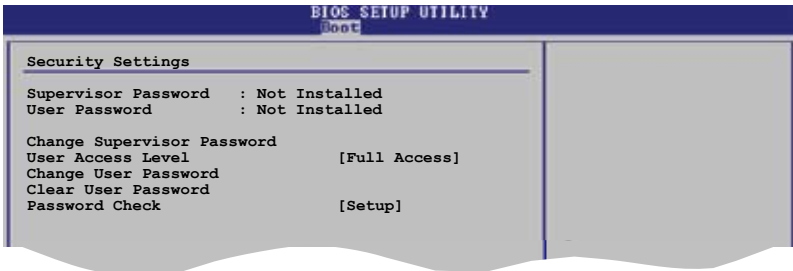 BIOS SETUP UTILITY
Boot
Security Settings
Supervisor Password : Not Installed
User Password : Not Installed
Change Supervisor Password
User Access Level [Full Access]
Change User Password
Clear User Password
Password Check [Setup]